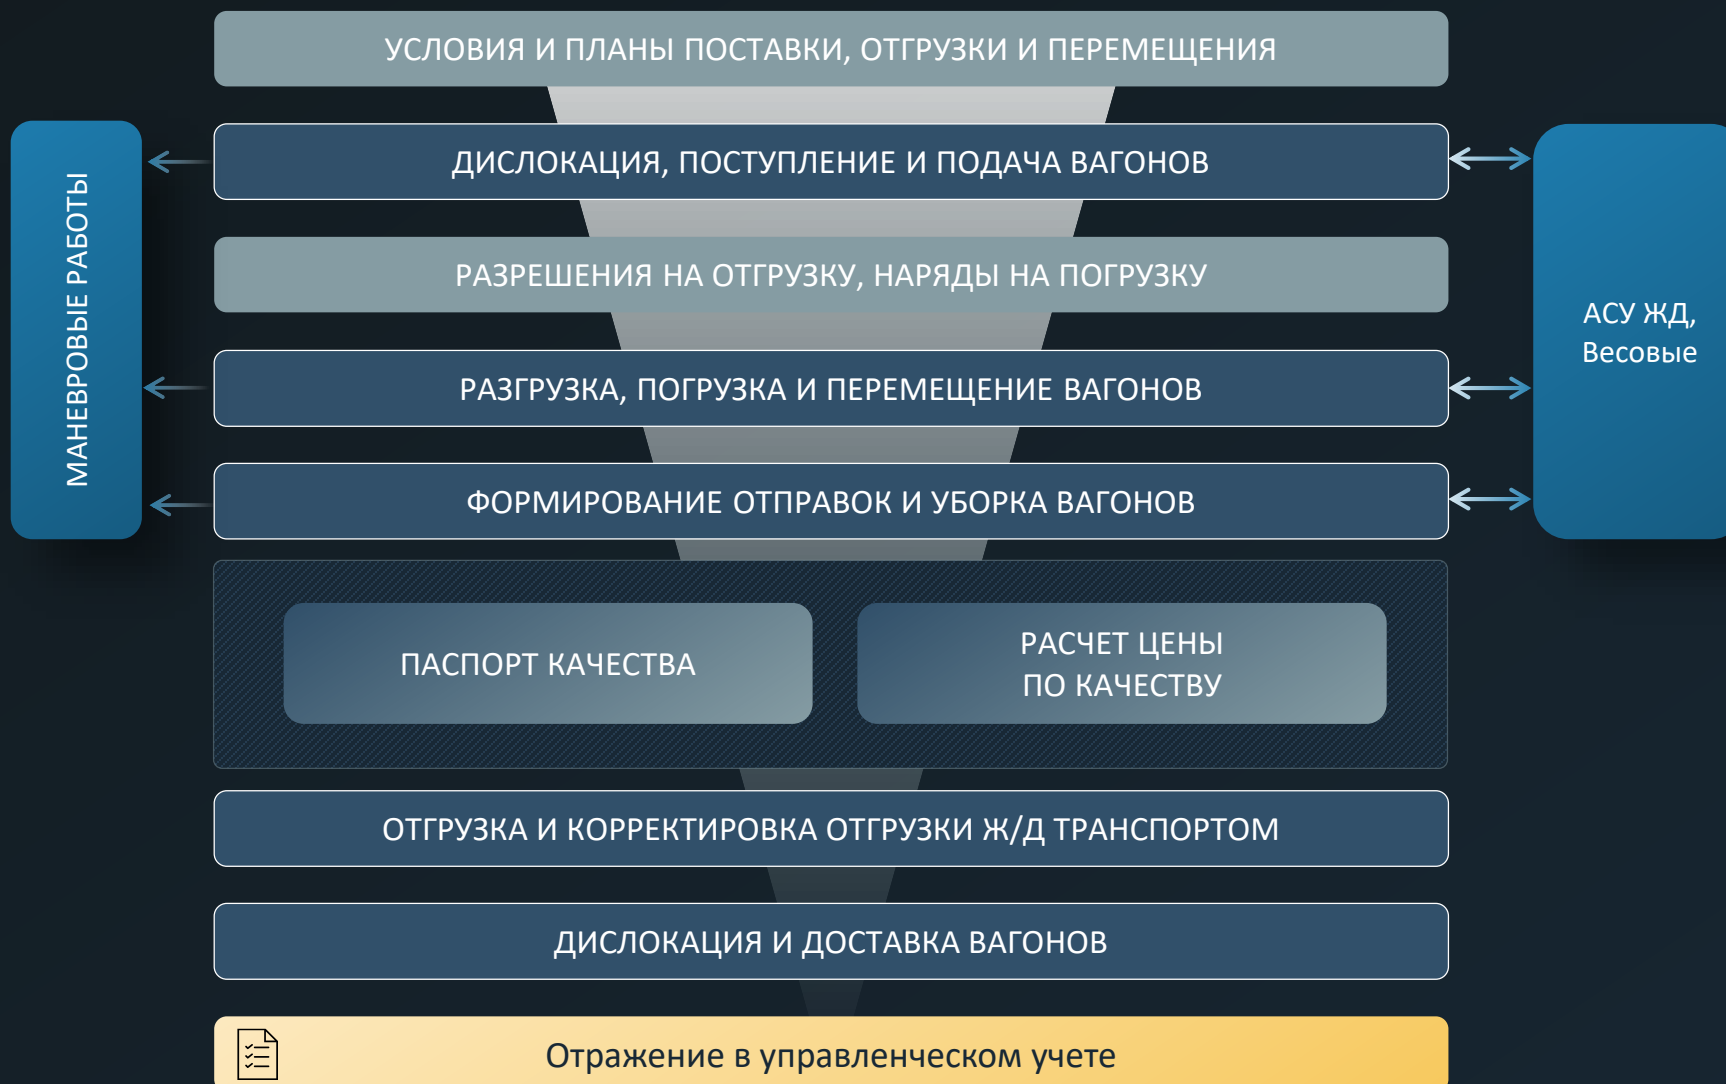 УСЛОВИЯ И ПЛАНЫ ПОСТАВКИ, ОТГРУЗКИ И ПЕРЕМЕЩЕНИЯ
МАНЕВРОВЫЕ РАБОТЫ
ДИСЛОКАЦИЯ, ПОСТУПЛЕНИЕ И ПОДАЧА ВАГОНОВ
РАЗРЕШЕНИЯ НА ОТГРУЗКУ, НАРЯДЫ НА ПОГРУЗКУ
АСУ ЖД,
Весовые
РАЗГРУЗКА, ПОГРУЗКА И ПЕРЕМЕЩЕНИЕ ВАГОНОВ
ФОРМИРОВАНИЕ ОТПРАВОК И УБОРКА ВАГОНОВ
ПАСПОРТ КАЧЕСТВА
РАСЧЕТ ЦЕНЫ
ПО КАЧЕСТВУ
ОТГРУЗКА И КОРРЕКТИРОВКА ОТГРУЗКИ Ж/Д ТРАНСПОРТОМ
ДИСЛОКАЦИЯ И ДОСТАВКА ВАГОНОВ
Отражение в управленческом учете